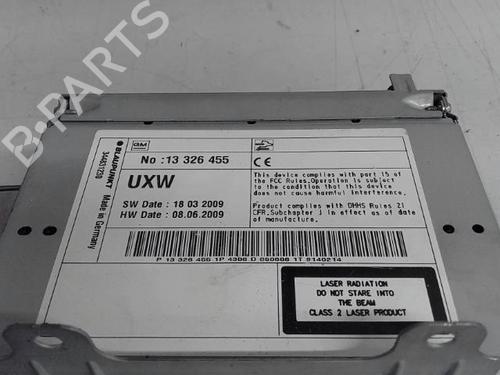 B-PARTS
GM
No :13 326 455
UXW
SW Date : 18 03 2009
HW Date : 08.06.2009
CE
This device complies with part 15 of
the FCC Rules.Operation is subject
to the condition that this device
does not cause harmful interference.
Product complies with DHHS Rules 21
CFR.Subchapter J in effect as of date
of manufacture.
BLAUPUNKT
Made in Germany
LASER RADIATION
DO NOT STARE INTO
THE BEAM
CLASS 2 LASER PRODUCT